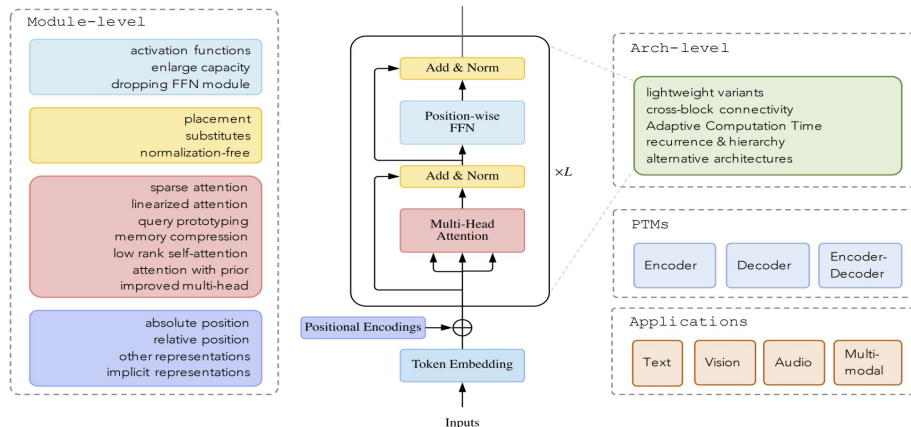 Module-level
activation functions
enlarge capacity
dropping FFN module
placement
substitutes
normalization-free
sparse attention
linearized attention
query prototyping
memory compression
low rank self-attention
attention with prior
improved multi-head
absolute position
relative position
other representations
implicit representations
Add & Norm
Position-wise
FFN
Add & Norm
Multi-Head
Attention
×L
Positional Encodings
Token Embedding
Inputs
Arch-level
lightweight variants
cross-block connectivity
Adaptive Computation Time
recurrence & hierarchy
alternative architectures
PTMs
Encoder
Decoder
Encoder-
Decoder
Applications
Text
Vision
Audio
Multi-
modal